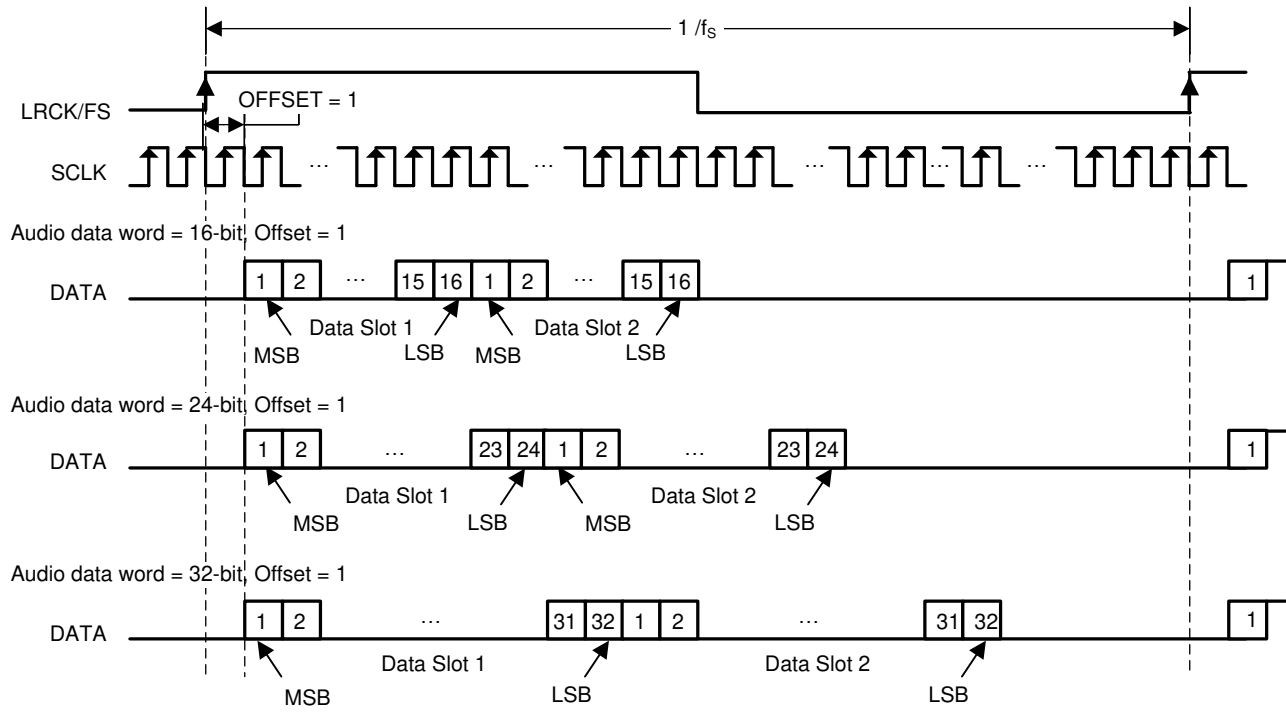 1 /fS
LRCK/FS
OFFSET = 1
SCLK
... ... ... ... ...
Audio data word = 16-bit, Offset = 1
DATA
1 2 ... 15 16 1 2 ... 15 16 1
Data Slot 1 Data Slot 2
MSB LSB MSB LSB
Audio data word = 24-bit, Offset = 1
DATA
1 2 ... 23 24 1 2 ... 23 24 1
Data Slot 1 Data Slot 2
MSB LSB MSB LSB
Audio data word = 32-bit, Offset = 1
DATA
1 2 ... 31 32 1 2 ... 31 32 1
Data Slot 1 Data Slot 2
MSB LSB LSB